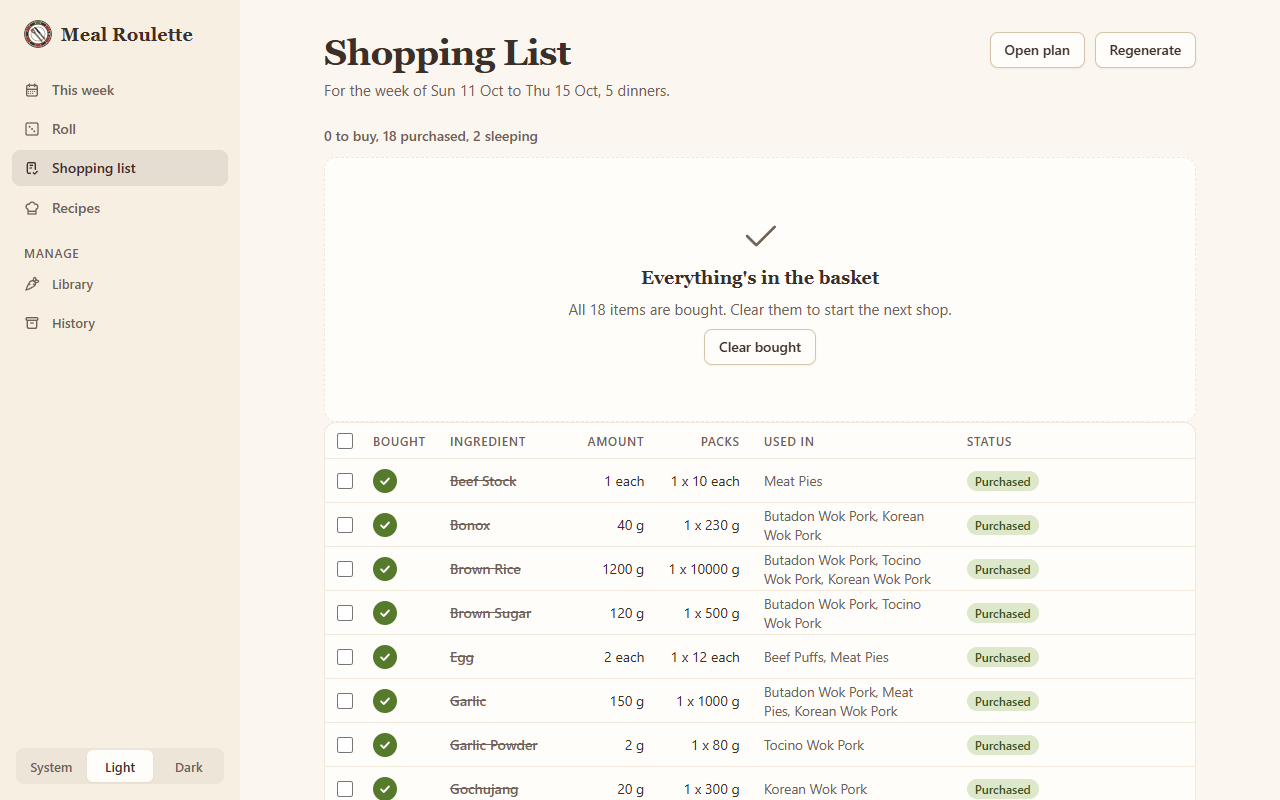 Meal Roulette
This week
Roll
Shopping list
Recipes
MANAGE
Library
History
System Light Dark
Shopping List
For the week of Sun 11 Oct to Thu 15 Oct, 5 dinners.
Open plan Regenerate
0 to buy, 18 purchased, 2 sleeping
Everything's in the basket
All 18 items are bought. Clear them to start the next shop.
Clear bought
BOUGHT INGREDIENT AMOUNT PACKS USED IN STATUS
Beef Stock 1 each 1 x 10 each Meat Pies Purchased
Bonox 40 g 1 x 230 g Butadon Wok Pork, Korean
Wok Pork Purchased
Brown Rice 1200 g 1 x 10000 g Butadon Wok Pork, Tocino
Wok Pork, Korean Wok Pork Purchased
Brown Sugar 120 g 1 x 500 g Butadon Wok Pork, Tocino
Wok Pork Purchased
Egg 2 each 1 x 12 each Beef Puffs, Meat Pies Purchased
Garlic 150 g 1 x 1000 g Butadon Wok Pork, Meat
Pies, Korean Wok Pork Purchased
Garlic Powder 2 g 1 x 80 g Tocino Wok Pork Purchased
Gochujang 20 g 1 x 300 g Korean Wok Pork Purchased